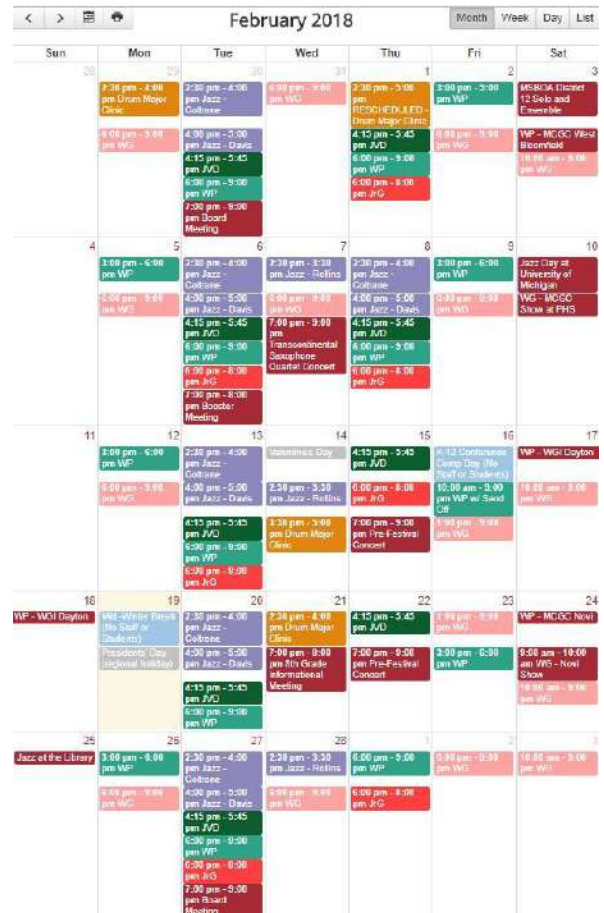 February 2018
Month
Week
Day
List
Sun
Mon
Tue
Wed
Thu
Fri
Sat
28
29
30
31
1
2
3
2:30 pm - 4:00
pm Drum Major
Clinic
6:00 pm - 9:00
pm WG
2:30 pm - 4:00
pm Jazz -
Coltrane
4:00 pm - 5:00
pm Jazz - Davis
4:15 pm - 5:45
pm JVD
6:00 pm - 9:00
pm WP
7:00 pm - 9:00
pm Board
Meeting
6:00 pm - 9:00
pm WG
2:30 pm - 5:00
pm
RESCHEDULED -
Drum Major Clinic
4:15 pm - 5:45
pm JVD
6:00 pm - 9:00
pm WP
6:00 pm - 8:00
pm JrG
3:00 pm - 5:00
pm WP
6:00 pm - 9:00
pm WG
MSBOA District
12 Solo and
Ensemble
WP - MCGC West
Bloomfield
10:00 am - 9:00
pm WG
4
5
6
7
8
9
10
3:00 pm - 6:00
pm WP
6:00 pm - 9:00
pm WG
2:30 pm - 4:00
pm Jazz -
Coltrane
4:00 pm - 5:00
pm Jazz - Davis
4:15 pm - 5:45
pm JVD
6:00 pm - 9:00
pm WP
6:00 pm - 8:00
pm JrG
7:00 pm - 8:00
pm Booster
Meeting
2:30 pm - 3:30
pm Jazz - Rollins
6:00 pm - 9:00
pm WG
7:00 pm - 9:00
pm
Transcontinental
Saxophone
Quartet Concert
2:30 pm - 4:00
pm Jazz -
Coltrane
4:00 pm - 5:00
pm Jazz - Davis
4:15 pm - 5:45
pm JVD
6:00 pm - 9:00
pm WP
6:00 pm - 8:00
pm JrG
3:00 pm - 6:00
pm WP
6:00 pm - 9:00
pm WG
Jazz Day at
University of
Michigan
WG - MCGC
Show at PHS
11
12
13
14
15
16
17
3:00 pm - 6:00
pm WP
6:00 pm - 9:00
pm WG
2:30 pm - 4:00
pm Jazz -
Coltrane
4:00 pm - 5:00
pm Jazz - Davis
4:15 pm - 5:45
pm JVD
6:00 pm - 9:00
pm WP
6:00 pm - 8:00
pm JrG
Valentine's Day
2:30 pm - 3:30
pm Jazz - Rollins
3:30 pm - 5:00
pm Drum Major
Clinic
4:15 pm - 5:45
pm JVD
6:00 pm - 8:00
pm JrG
7:00 pm - 9:00
pm Pre-Festival
Concert
K-12 Conference
Comp Day (No
Staff or Students)
10:00 am - 9:00
pm WP w/ Send
Off
pm WG
WP - WGI Dayton
10:00 am - 9:00
pm WG
18
19
20
21
22
23
24
WP - WGI Dayton
Mid-Winter Break
(No Staff or
Students)
Presidents' Day
(regional holiday)
2:30 pm - 4:00
pm Jazz -
Coltrane
4:00 pm - 5:00
pm Jazz - Davis
4:15 pm - 5:45
pm JVD
6:00 pm - 9:00
pm WP
2:30 pm - 4:00
pm Drum Major
Clinic
7:00 pm - 8:00
pm 8th Grade
Informational
Meeting
4:15 pm - 5:45
pm JVD
7:00 pm - 9:00
pm Pre-Festival
Concert
pm WG
3:00 pm - 6:00
pm WP
WP - MCGC Novi
9:00 am - 10:00
am WG - Novi
Show
10:00 am - 9:00
pm WG
25
26
27
28
1
2
3
Jazz at the Library
3:00 pm - 6:00
pm WP
6:00 pm - 9:00
pm WG
2:30 pm - 4:00
pm Jazz -
Coltrane
4:00 pm - 5:00
pm Jazz - Davis
4:15 pm - 5:45
pm JVD
6:00 pm - 9:00
pm WP
6:00 pm - 8:00
pm JrG
7:00 pm - 9:00
pm Board
Meeting
2:30 pm - 3:30
pm Jazz - Rollins
6:00 pm - 9:00
pm WG
6:00 pm - 9:00
pm WP
6:00 pm - 8:00
pm JrG
6:00 pm - 9:00
pm WG
10:00 am - 9:00
pm WG